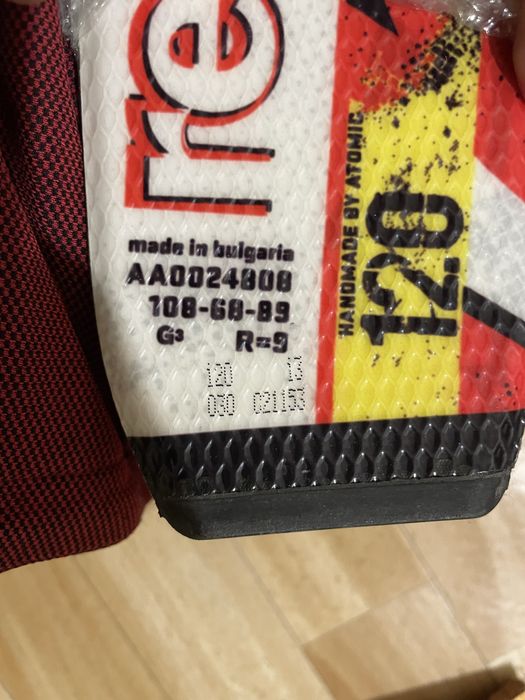 re
made in bulgaria
AA0024808
108-68-89
G³ R=9
120 13
030 021153
HANDMADE BY ATOMIC
120